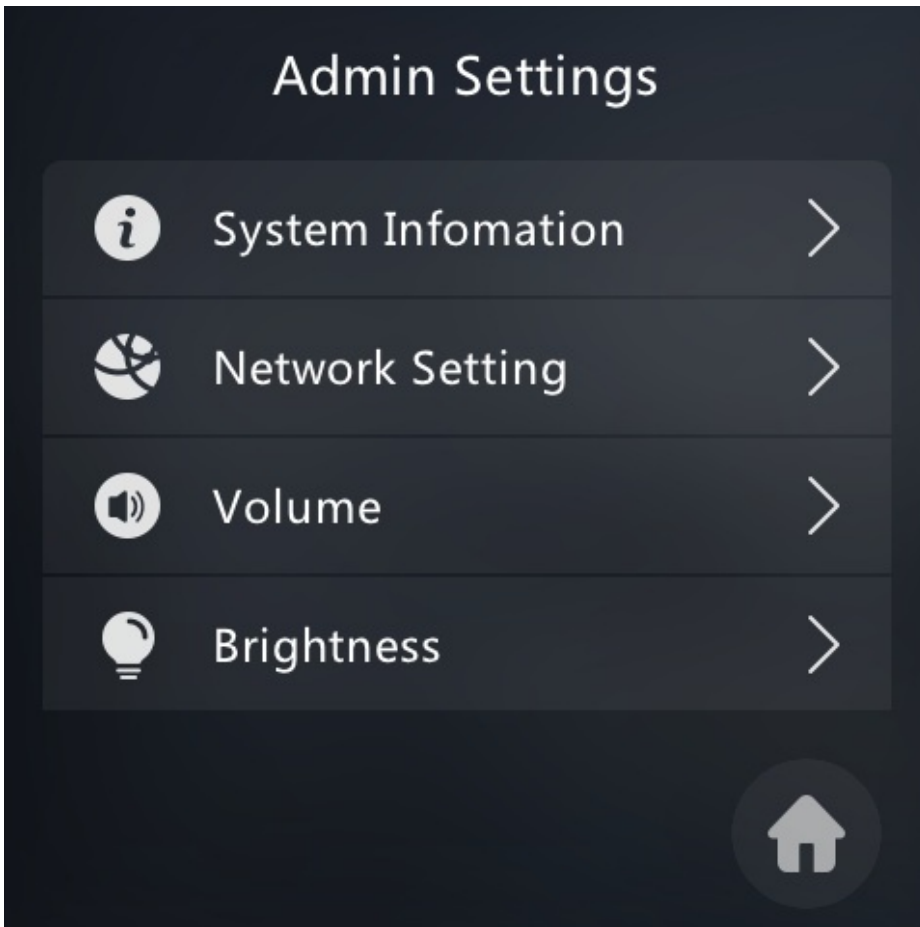 Admin Settings
System Infomation
Network Setting
Volume
Brightness